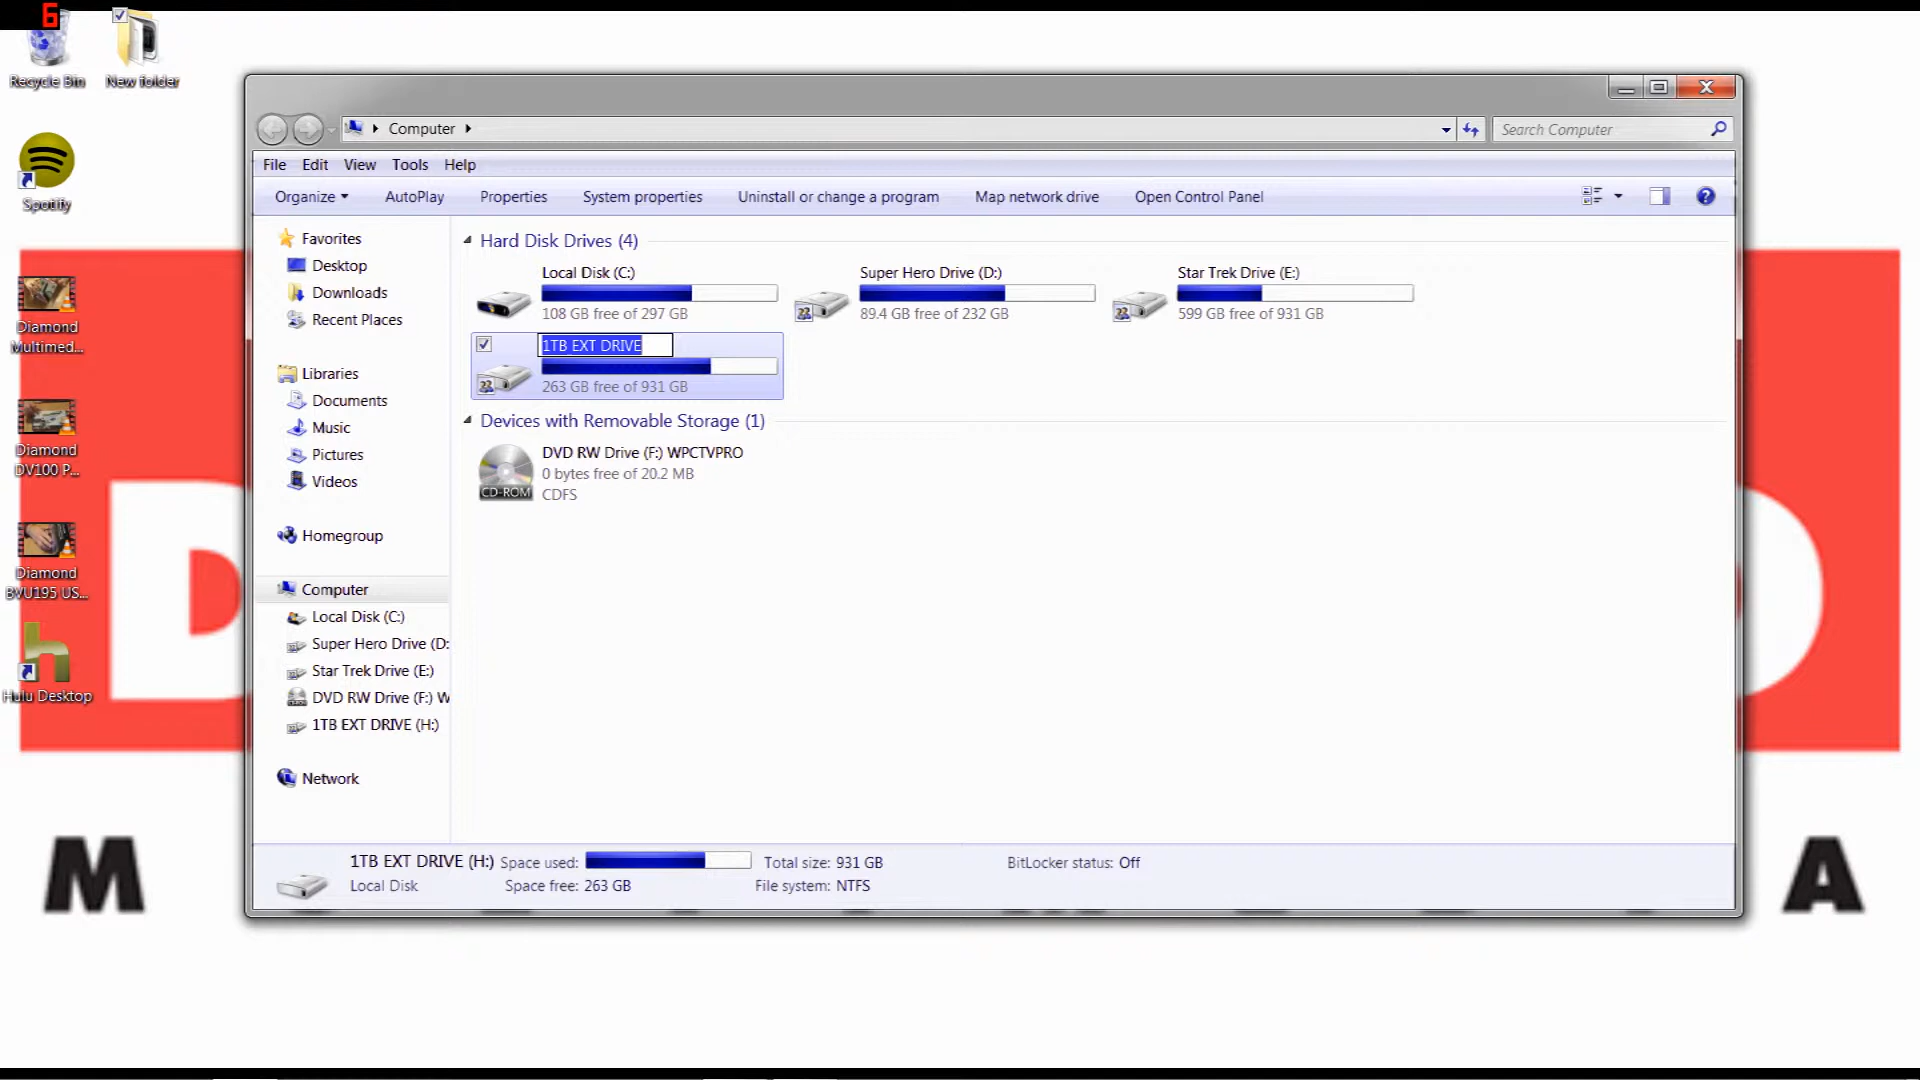 6
Recycle Bin
New folder
Spotify
Diamond
Multimed...
Diamond
DV100 P...
Diamond
BVU195 US...
Hulu Desktop
Computer
Search Computer
File Edit View Tools Help
Organize AutoPlay Properties System properties Uninstall or change a program Map network drive Open Control Panel
Favorites
Desktop
Downloads
Recent Places
Libraries
Documents
Music
Pictures
Videos
Homegroup
Computer
Local Disk (C:)
Super Hero Drive (D:
Star Trek Drive (E:)
DVD RW Drive (F:) W
1TB EXT DRIVE (H:)
Network
Hard Disk Drives (4)
Local Disk (C:)
108 GB free of 297 GB
Super Hero Drive (D:)
89.4 GB free of 232 GB
Star Trek Drive (E:)
599 GB free of 931 GB
1TB EXT DRIVE
263 GB free of 931 GB
Devices with Removable Storage (1)
DVD RW Drive (F:) WPCTVPRO
0 bytes free of 20.2 MB
CDFS
CD-ROM
1TB EXT DRIVE (H:) Space used: Total size: 931 GB BitLocker status: Off
Local Disk Space free: 263 GB File system: NTFS
D
M A